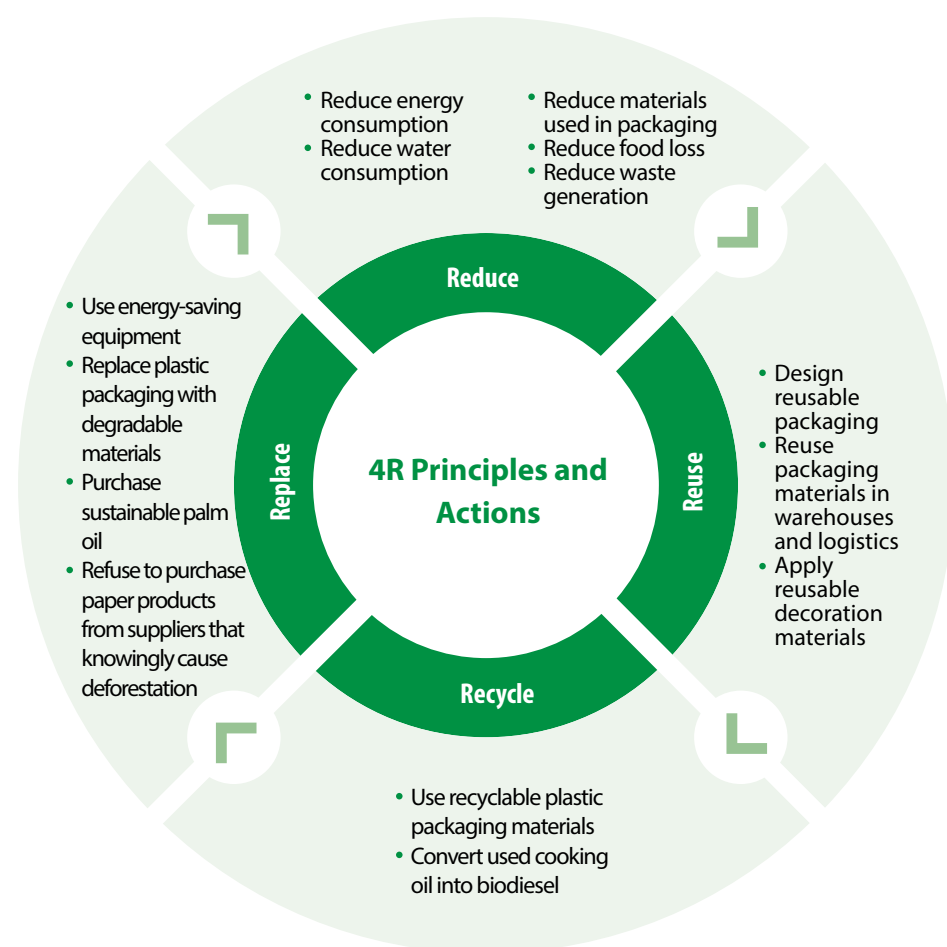 • Reduce energy
consumption
• Reduce water
consumption
• Reduce materials
used in packaging
• Reduce food loss
• Reduce waste
generation
Reduce
• Design
reusable
packaging
• Reuse
packaging
materials in
warehouses
and logistics
• Apply
reusable
decoration
materials
Reuse
4R Principles and
Actions
Replace
• Use energy-saving
equipment
• Replace plastic
packaging with
degradable
materials
• Purchase
sustainable palm
oil
• Refuse to purchase
paper products
from suppliers that
knowingly cause
deforestation
Recycle
• Use recyclable plastic
packaging materials
• Convert used cooking
oil into biodiesel